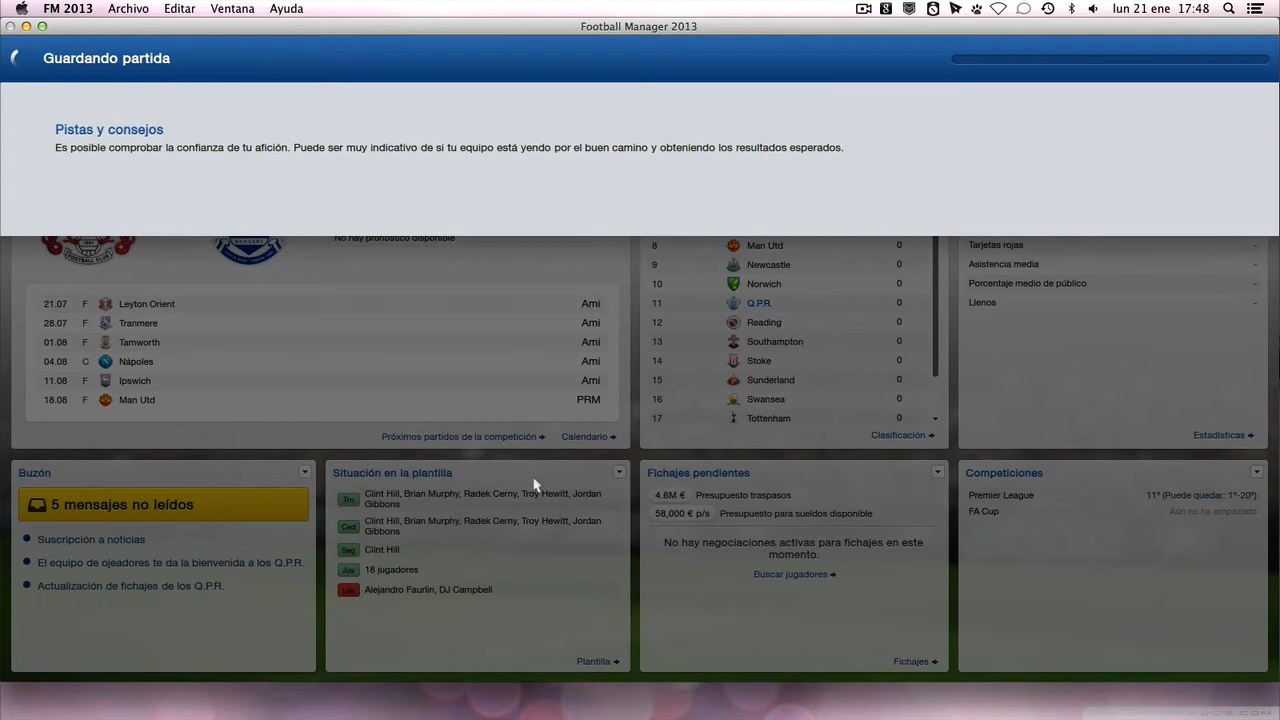 FM 2013 Archivo Editar Ventana Ayuda
lun 21 ene 17:48
Football Manager 2013
Guardando partida
Pistas y consejos
Es posible comprobar la confianza de tu afición. Puede ser muy indicativo de si tu equipo está yendo por el buen camino y obteniendo los resultados esperados.
RANGERS
No hay pronóstico disponible
21.07 F Leyton Orient Ami
28.07 F Tranmere Ami
01.08 F Tamworth Ami
04.08 C Nápoles Ami
11.08 F Ipswich Ami
18.08 F Man Utd PRM
Próximos partidos de la competición Calendario
8 Man Utd 0
9 Newcastle 0
10 Norwich 0
11 Q.P.R. 0
12 Reading 0
13 Southampton 0
14 Stoke 0
15 Sunderland 0
16 Swansea 0
17 Tottenham 0
Clasificación
Tarjetas rojas -
Asistencia media -
Porcentaje medio de público -
Llenos -
Estadísticas
Buzón
5 mensajes no leídos
Suscripción a noticias
El equipo de ojeadores te da la bienvenida a los Q.P.R.
Actualización de fichajes de los Q.P.R.
Situación en la plantilla
Trn Clint Hill, Brian Murphy, Radek Cerny, Troy Hewitt, Jordan
Gibbons
Ced Clint Hill, Brian Murphy, Radek Cerny, Troy Hewitt, Jordan
Gibbons
Seg Clint Hill
Juv 18 jugadores
Les Alejandro Faurlin, DJ Campbell
Plantilla
Fichajes pendientes
4.6M € Presupuesto traspasos
58,000 € p/s Presupuesto para sueldos disponible
No hay negociaciones activas para fichajes en este
momento.
Buscar jugadores
Fichajes
Competiciones
Premier League 11º (Puede quedar: 1º-20º)
FA Cup Aún no ha empezado